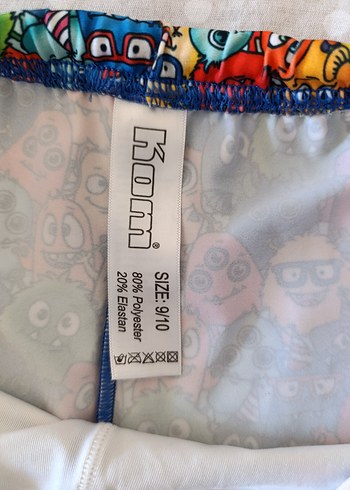 Kom®
SIZE: 9/10
80% Polyester
20% Elastan